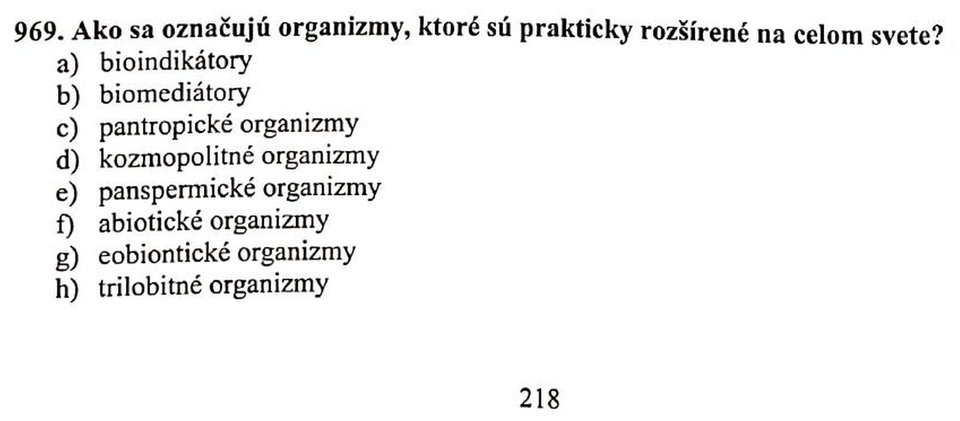 969. Ako sa označujú organizmy, ktoré sú prakticky rozšírené na celom svete?
a) bioindikátory
b) biomediátory
c) pantropické organizmy
d) kozmopolitné organizmy
e) panspermické organizmy
f) abiotické organizmy
g) eobiontické organizmy
h) trilobitné organizmy
218